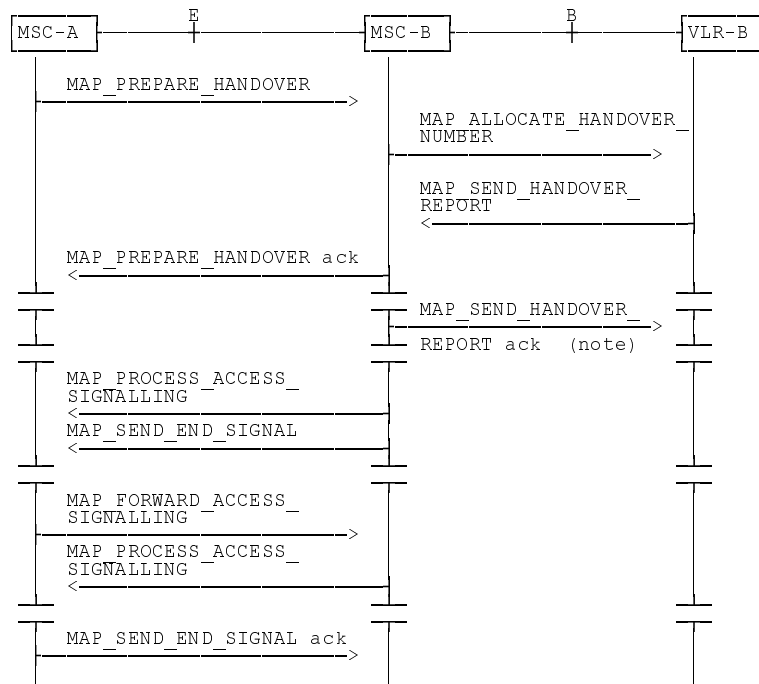 E B
MSC-A MSC-B VLR-B
MAP_PREPARE_HANDOVER
MAP_ALLOCATE_HANDOVER_
NUMBER
MAP_SEND_HANDOVER_
REPORT
MAP_PREPARE_HANDOVER ack
MAP_SEND_HANDOVER_
REPORT ack (note)
MAP_PROCESS_ACCESS_
SIGNALLING
MAP_SEND_END_SIGNAL
MAP_FORWARD_ACCESS_
SIGNALLING
MAP_PROCESS_ACCESS_
SIGNALLING
MAP_SEND_END_SIGNAL ack